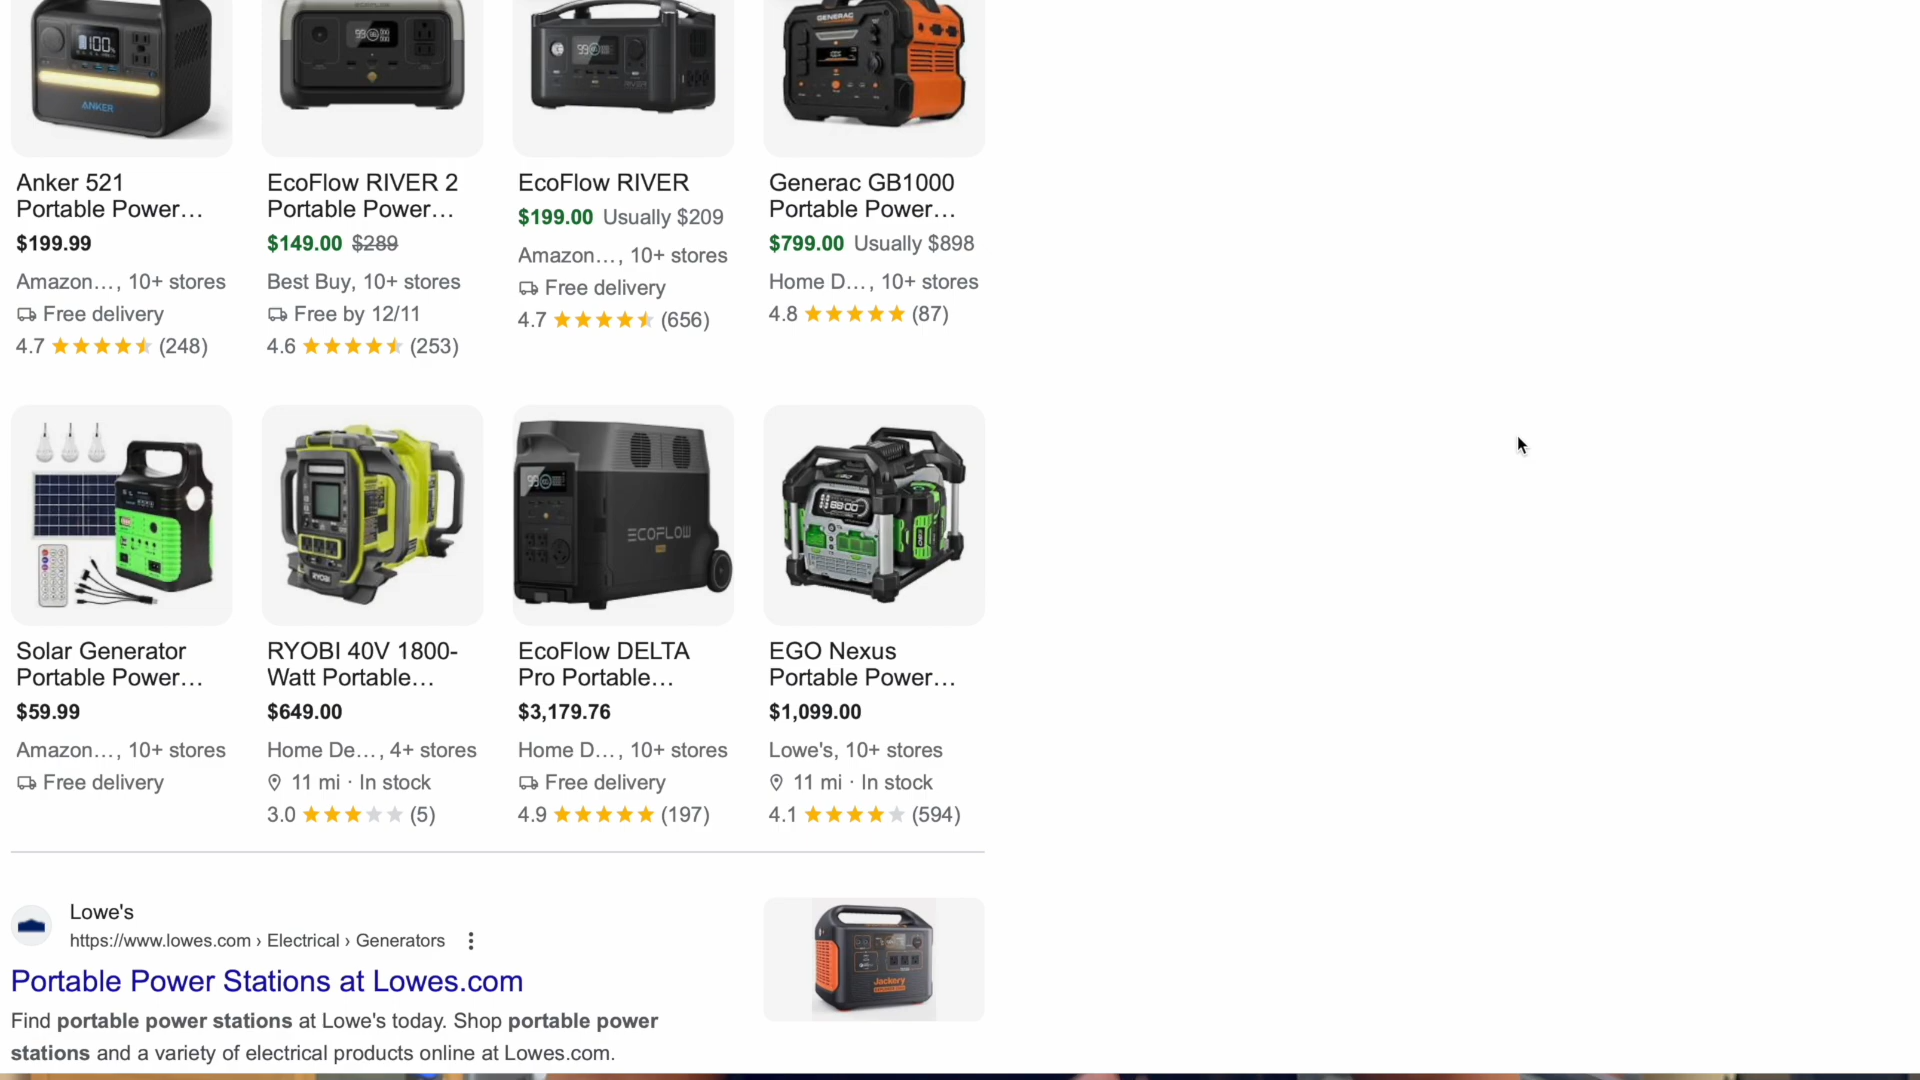 ANKER
GENERAC
Anker 521
Portable Power...
$199.99
Amazon..., 10+ stores
Free delivery
4.7 (248)
EcoFlow RIVER 2
Portable Power...
$149.00 $289
Best Buy, 10+ stores
Free by 12/11
4.6 (253)
EcoFlow RIVER
$199.00 Usually $209
Amazon..., 10+ stores
Free delivery
4.7 (656)
Generac GB1000
Portable Power...
$799.00 Usually $898
Home D..., 10+ stores
4.8 (87)
RYOBI
ECOFLOW
Solar Generator
Portable Power...
$59.99
Amazon..., 10+ stores
Free delivery
RYOBI 40V 1800-
Watt Portable...
$649.00
Home De..., 4+ stores
11 mi · In stock
3.0 (5)
EcoFlow DELTA
Pro Portable...
$3,179.76
Home D..., 10+ stores
Free delivery
4.9 (197)
EGO Nexus
Portable Power...
$1,099.00
Lowe's, 10+ stores
11 mi · In stock
4.1 (594)
Lowe's
https://www.lowes.com › Electrical › Generators
Portable Power Stations at Lowes.com
Find portable power stations at Lowe's today. Shop portable power
stations and a variety of electrical products online at Lowes.com.
Jackery